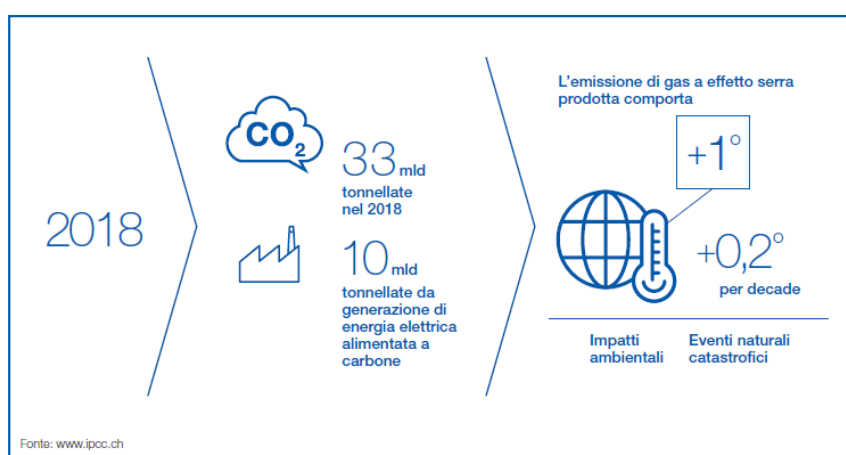 2018
CO2
33 mld
tonnellate
nel 2018
10 mld
tonnellate da
generazione di
energia elettrica
alimentata a
carbone
L'emissione di gas a effetto serra
prodotta comporta
+1°
+0,2°
per decade
Impatti
ambientali
Eventi naturali
catastrofici
Fonte: www.ipcc.ch